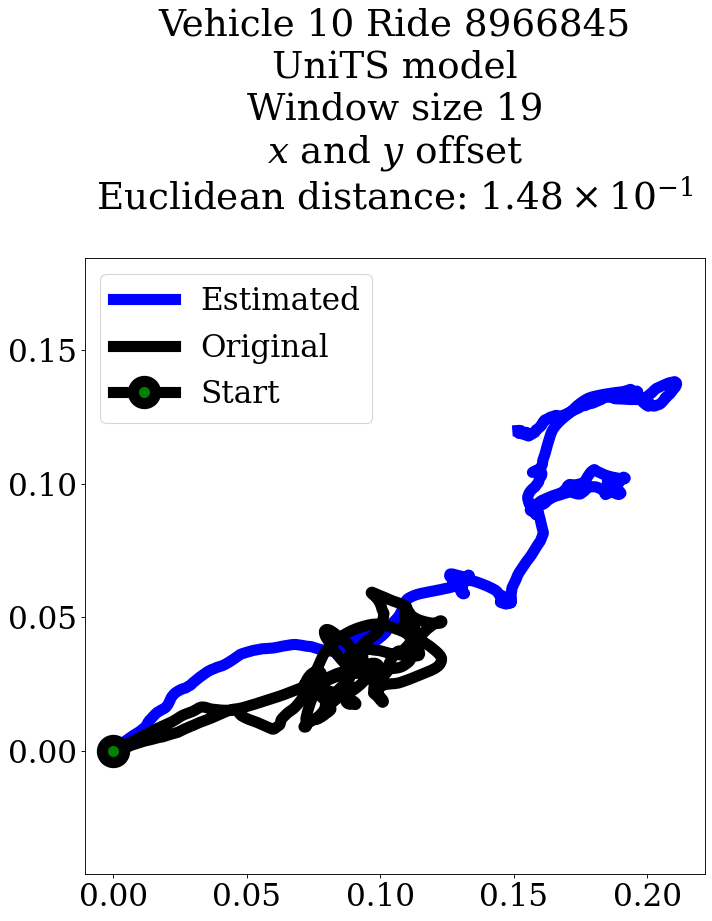 Vehicle 10 Ride 8966845
UniTS model
Window size 19
x and y offset
Euclidean distance: 1.48 × 10⁻¹
Estimated
Original
Start
0.15
0.10
0.05
0.00
0.00 0.05 0.10 0.15 0.20